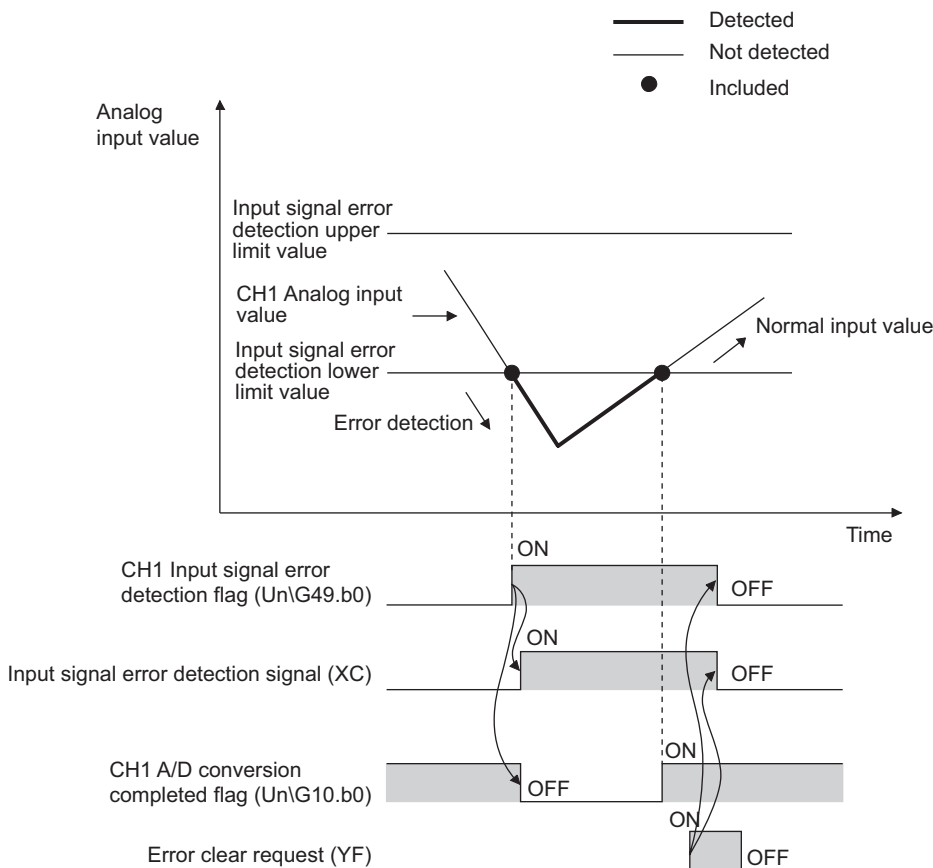 Detected
Not detected
Included
Analog
input value
Input signal error
detection upper
limit value
CH1 Analog input
value
Normal input value
Input signal error
detection lower
limit value
Error detection
Time
ON
CH1 Input signal error
detection flag (Un\G49.b0)
OFF
ON
Input signal error detection signal (XC)
OFF
ON
CH1 A/D conversion
completed flag (Un\G10.b0)
OFF
ON
Error clear request (YF)
OFF